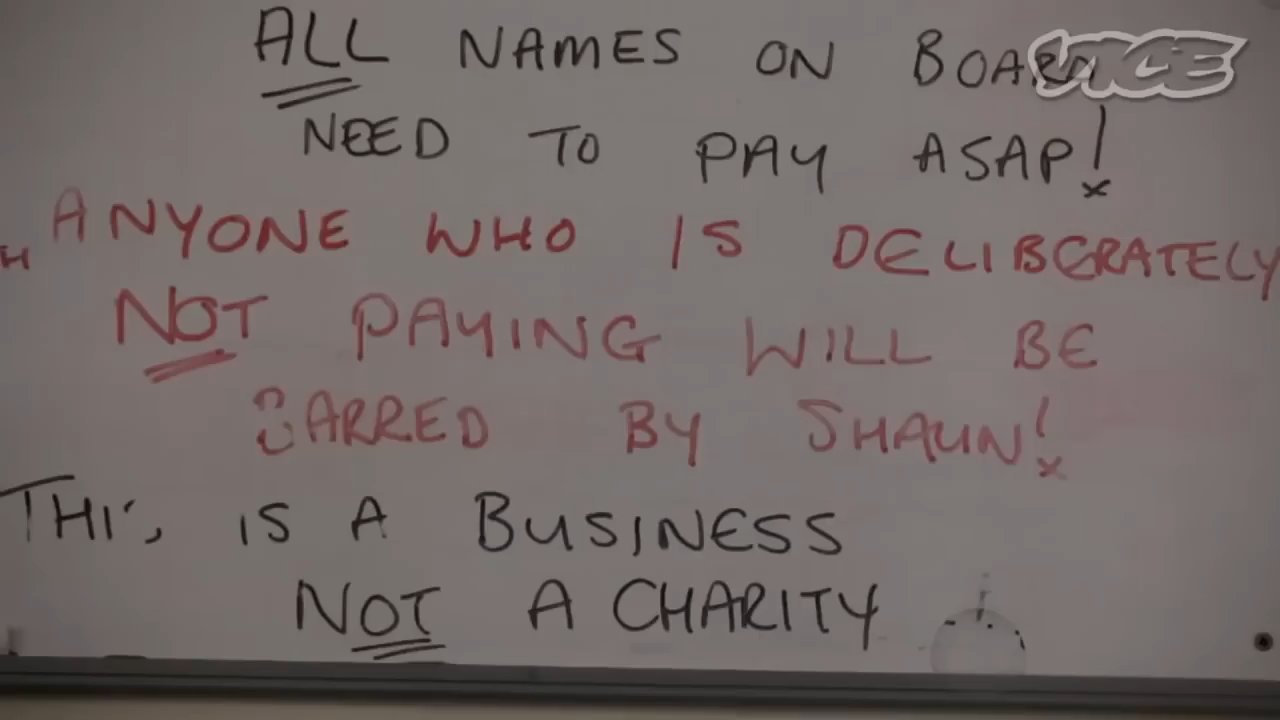 ALL NAMES ON BOARD
VICE
NEED TO PAY ASAP!
H
ANYONE WHO IS DELIBERATELY
NOT PAYING WILL BE
BARRED BY SHAUN!
THIS IS A BUSINESS
NOT A CHARITY